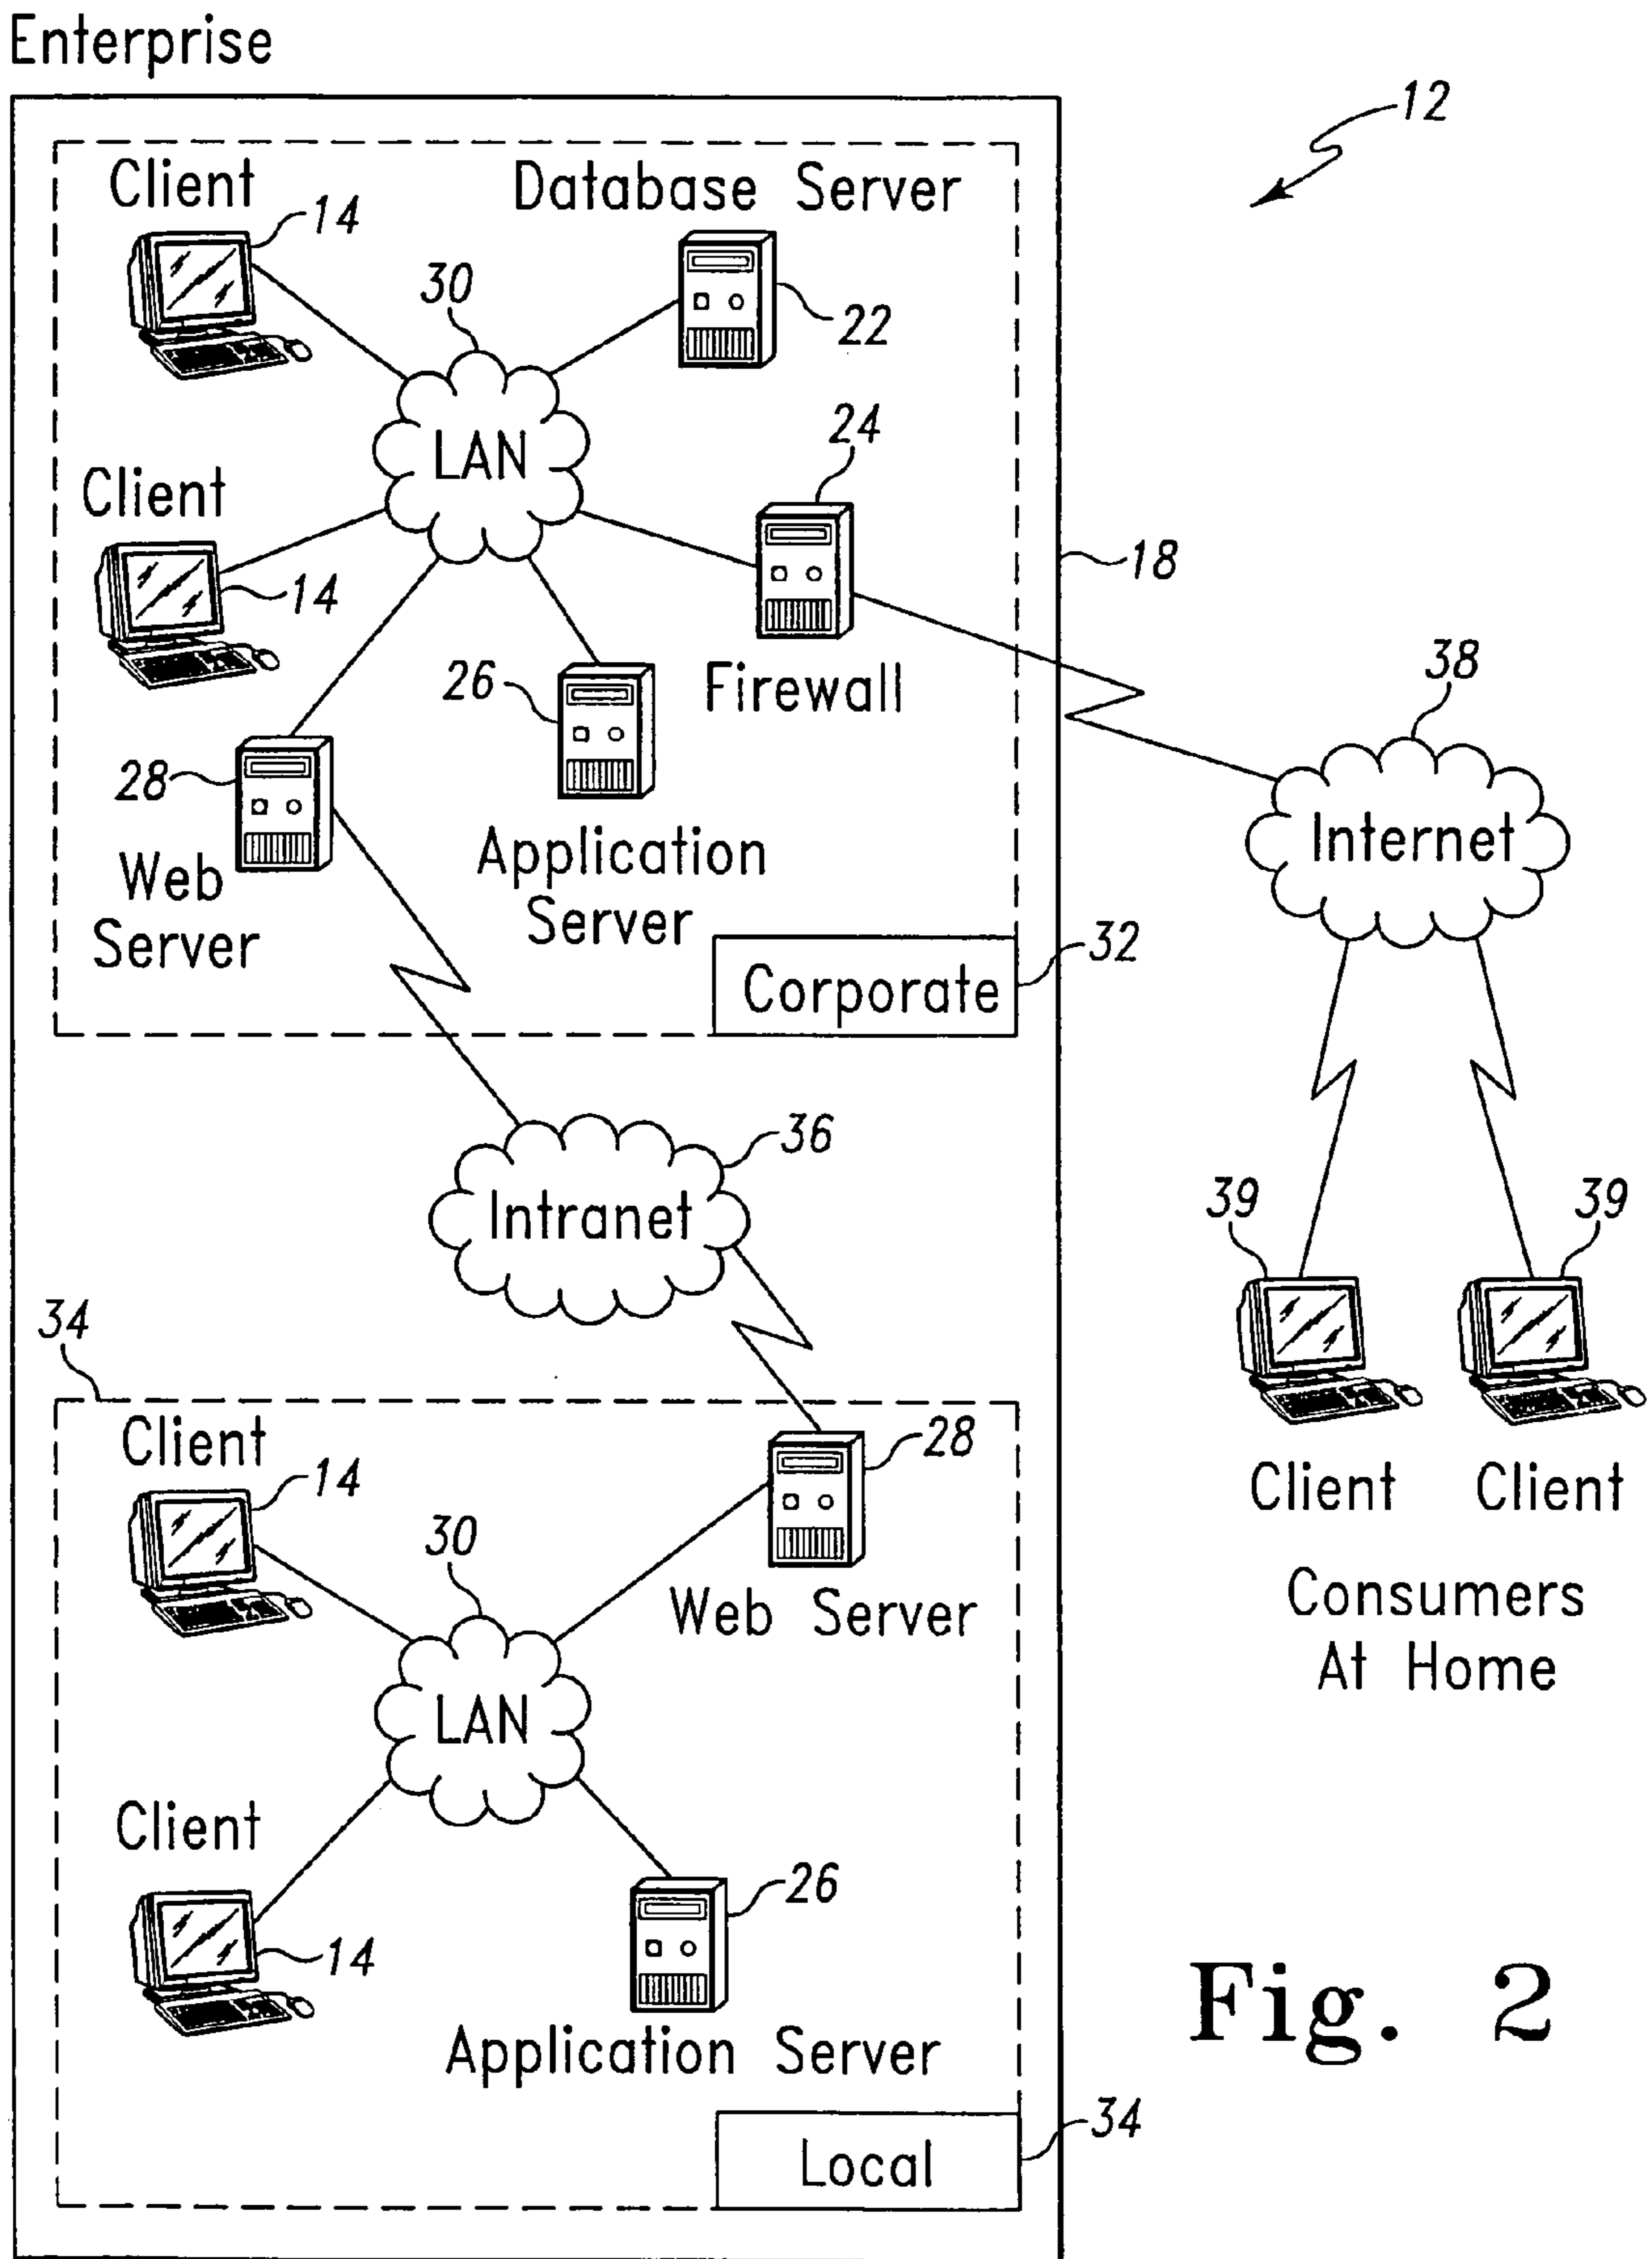 Enterprise
12
Client
14
Database Server
22
30
LAN
Client
14
24
Firewall
18
26
Application
Server
28
Web
Server
Corporate
32
38
Internet
36
Intranet
39
39
Client
Client
Consumers
At Home
34
Client
14
28
Web Server
30
LAN
Client
14
26
Application Server
Local
34
Fig. 2